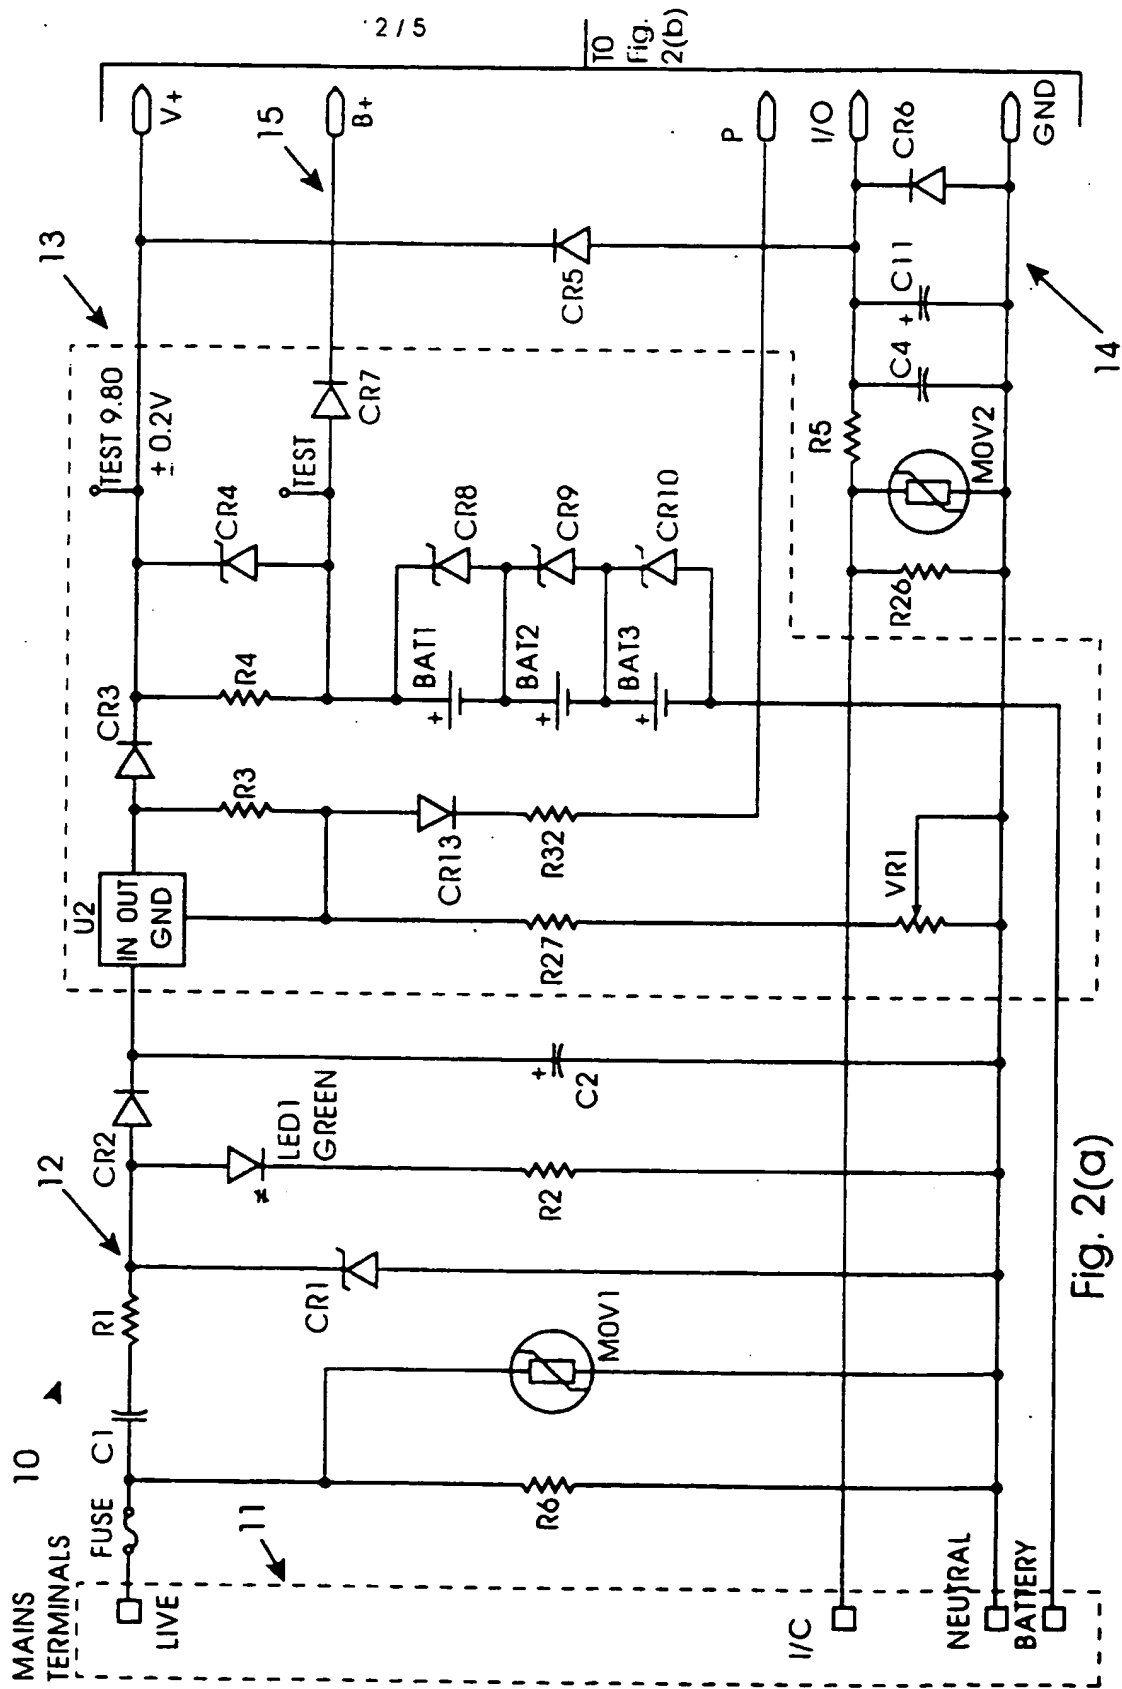 2/5
TO
Fig.
2(b)
MAINS
TERMINALS
10
11
12
13
15
14
LIVE
FUSE
C1
R1
CR2
U2
IN OUT
GND
CR3
TEST 9.80
± 0.2V
V+
R6
MOV1
CR1
LED1
GREEN
R2
C2
R3
R4
CR4
TEST
CR7
B+
CR13
R32
R27
VR1
BAT1
+
BAT2
+
BAT3
+
CR8
CR9
CR10
CR5
P
I/C
R26
MOV2
R5
C4
+
C11
CR6
I/O
GND
NEUTRAL
BATTERY
+
Fig. 2(a)